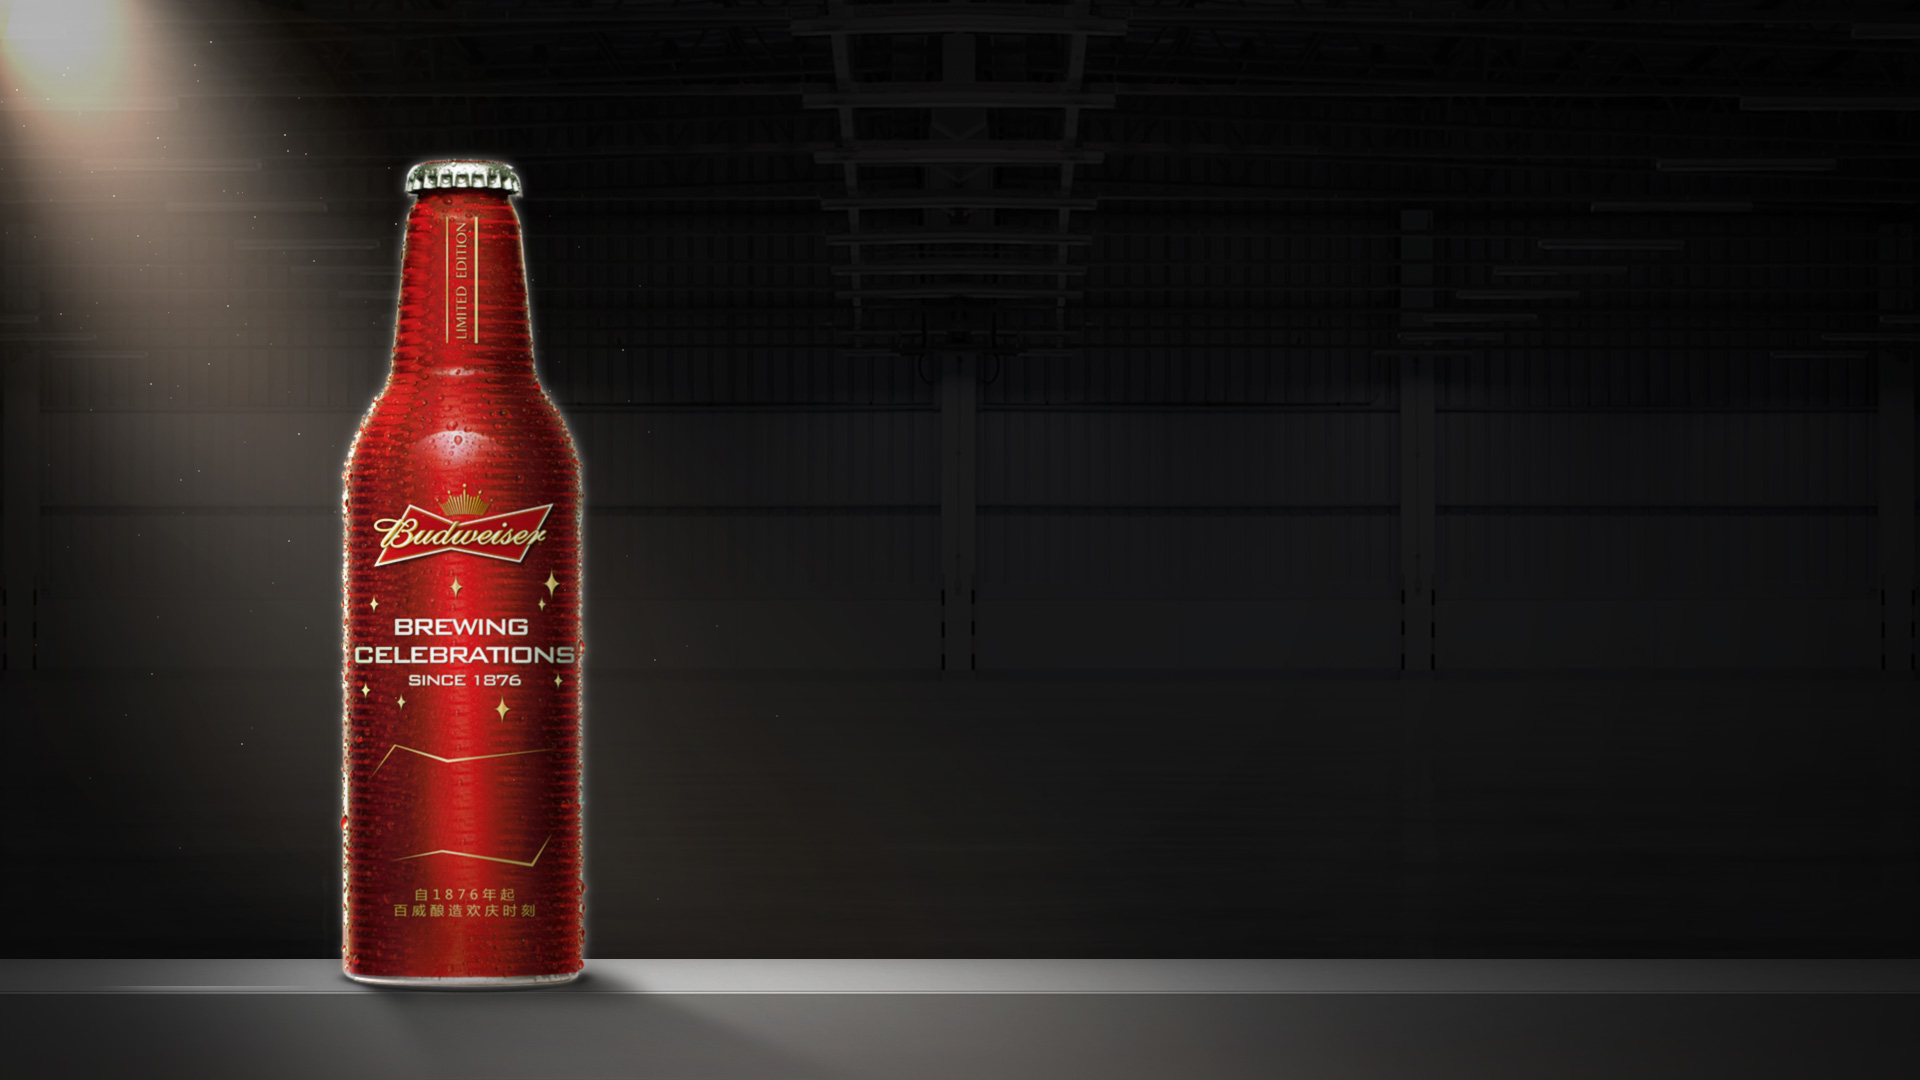 LIMITED EDITION
Budweiser
BREWING
CELEBRATIONS
SINCE 1876
自1876年起
百威酿造欢庆时刻